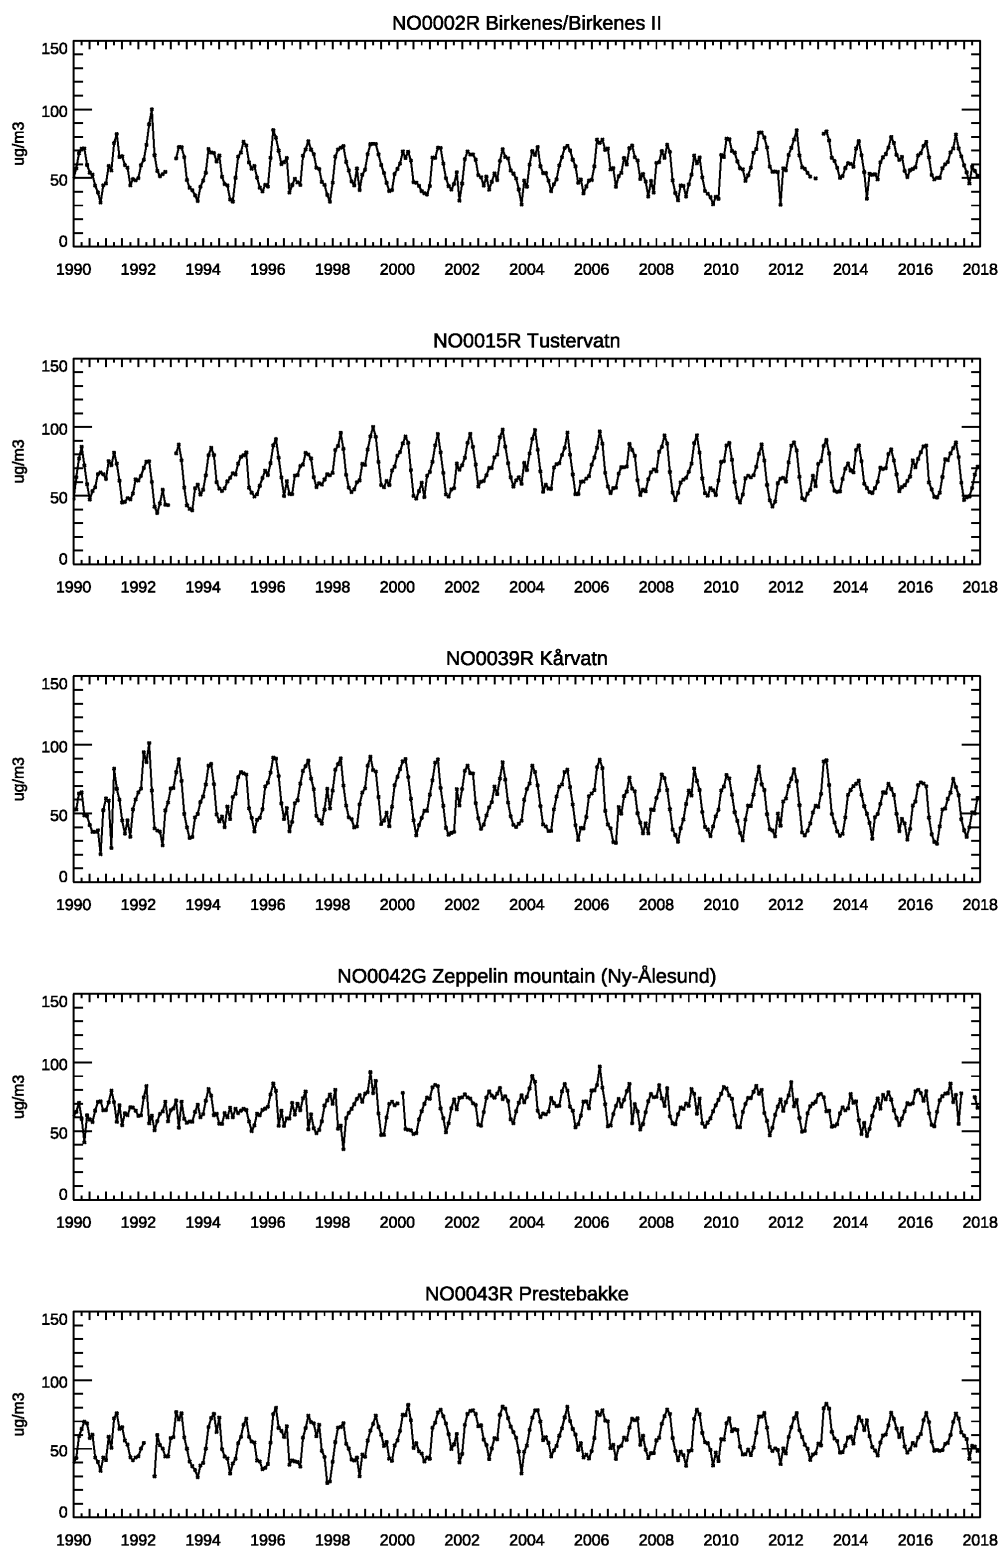 NO0002R Birkenes/Birkenes II
150
100
50
0
ug/m3
1990 1992 1994 1996 1998 2000 2002 2004 2006 2008 2010 2012 2014 2016 2018
NO0015R Tustervatn
150
100
50
0
ug/m3
1990 1992 1994 1996 1998 2000 2002 2004 2006 2008 2010 2012 2014 2016 2018
NO0039R Kårvatn
150
100
50
0
ug/m3
1990 1992 1994 1996 1998 2000 2002 2004 2006 2008 2010 2012 2014 2016 2018
NO0042G Zeppelin mountain (Ny-Ålesund)
150
100
50
0
ug/m3
1990 1992 1994 1996 1998 2000 2002 2004 2006 2008 2010 2012 2014 2016 2018
NO0043R Prestebakke
150
100
50
0
ug/m3
1990 1992 1994 1996 1998 2000 2002 2004 2006 2008 2010 2012 2014 2016 2018